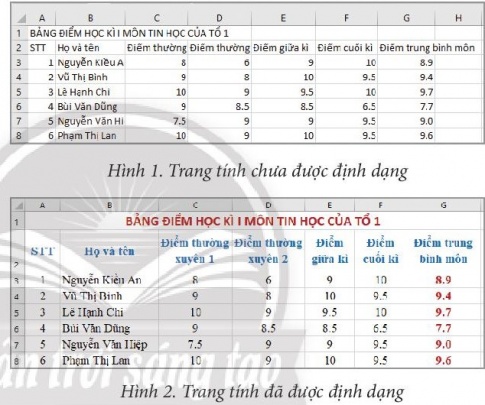 A B C D E F G H
1 BẢNG ĐIỂM HỌC KÌ I MÔN TIN HỌC CỦA TỔ 1
2 STT Họ và tên Điểm thường Điểm thường Điểm giữa kì Điểm cuối kì Điểm trung bình môn
3 1 Nguyễn Kiều A 8 6 9 10 8.9
4 2 Vũ Thị Bình 9 8 10 9.5 9.4
5 3 Lê Hạnh Chi 10 9 9.5 10 9.7
6 4 Bùi Văn Dũng 9 8.5 8.5 6.5 7.7
7 5 Nguyễn Văn Hi 7.5 9 9 9.5 9.0
8 6 Phạm Thị Lan 10 9 10 9.5 9.6
Hình 1. Trang tính chưa được định dạng
A B C D E F G
1 BẢNG ĐIỂM HỌC KÌ I MÔN TIN HỌC CỦA TỔ 1
2 STT Họ và tên Điểm thường xuyên 1 Điểm thường xuyên 2 Điểm giữa kì Điểm cuối kì Điểm trung bình môn
3 1 Nguyễn Kiều An 8 6 9 10 8.9
4 2 Vũ Thị Bình 9 8 10 9.5 9.4
5 3 Lê Hạnh Chi 10 9 9.5 10 9.7
6 4 Bùi Văn Dũng 9 8.5 8.5 6.5 7.7
7 5 Nguyễn Văn Hiệp 7.5 9 9 9.5 9.0
8 6 Phạm Thị Lan 10 9 10 9.5 9.6
Hình 2. Trang tính đã được định dạng